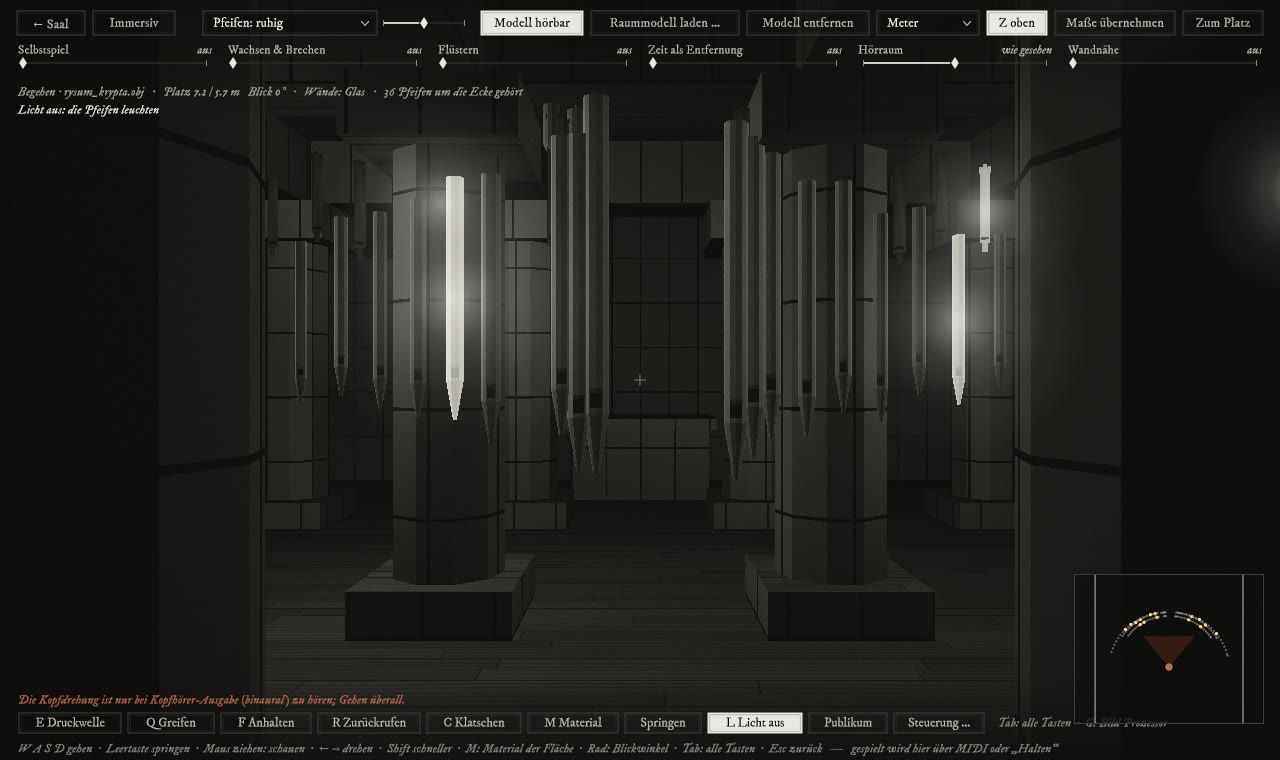 ← Saal Immersiv Pfeifen: ruhig Modell hörbar Raummodell laden ... Modell entfernen Meter Z oben Maße übernehmen Zum Platz
Selbstspiel aus Wachsen & Brechen aus Flüstern aus Zeit als Entfernung aus Hörraum wie gesehen Wandnähe aus
Begehen · rysum_krypta.obj · Platz 7.2 / 5.7 m Blick 0° · Wände: Glas · 36 Pfeifen um die Ecke gehört
Licht aus: die Pfeifen leuchten
Die Kopfdrehung ist nur bei Kopfhörer-Ausgabe (binaural) zu hören; Gehen überall.
E Druckwelle Q Greifen F Anhalten R Zurückrufen C Klatschen M Material Springen L Licht aus Publikum Steuerung ... Tab: alle Tasten · G: Bild-Prozessor
W A S D gehen · Leertaste springen · Maus ziehen: schauen · ← → drehen · Shift schneller · M: Material der Fläche · Rad: Blickwinkel · Tab: alle Tasten · Esc zurück — gespielt wird hier über MIDI oder „Halten“